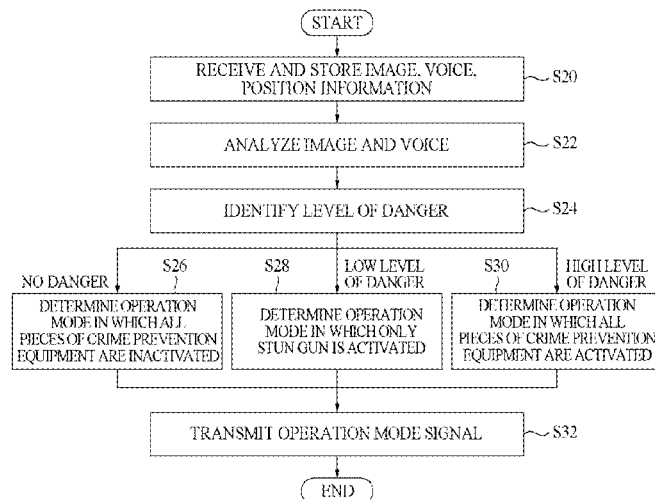 START
RECEIVE AND STORE IMAGE, VOICE,
POSITION INFORMATION
S20
ANALYZE IMAGE AND VOICE
S22
IDENTIFY LEVEL OF DANGER
S24
NO DANGER
S26
DETERMINE OPERATION
MODE IN WHICH ALL
PIECES OF CRIME PREVENTION
EQUIPMENT ARE INACTIVATED
S28
LOW LEVEL
OF DANGER
DETERMINE OPERATION
MODE IN WHICH ONLY
STUN GUN IS ACTIVATED
S30
HIGH LEVEL
OF DANGER
DETERMINE OPERATION
MODE IN WHICH ALL
PIECES OF CRIME PREVENTION
EQUIPMENT ARE ACTIVATED
TRANSMIT OPERATION MODE SIGNAL
S32
END